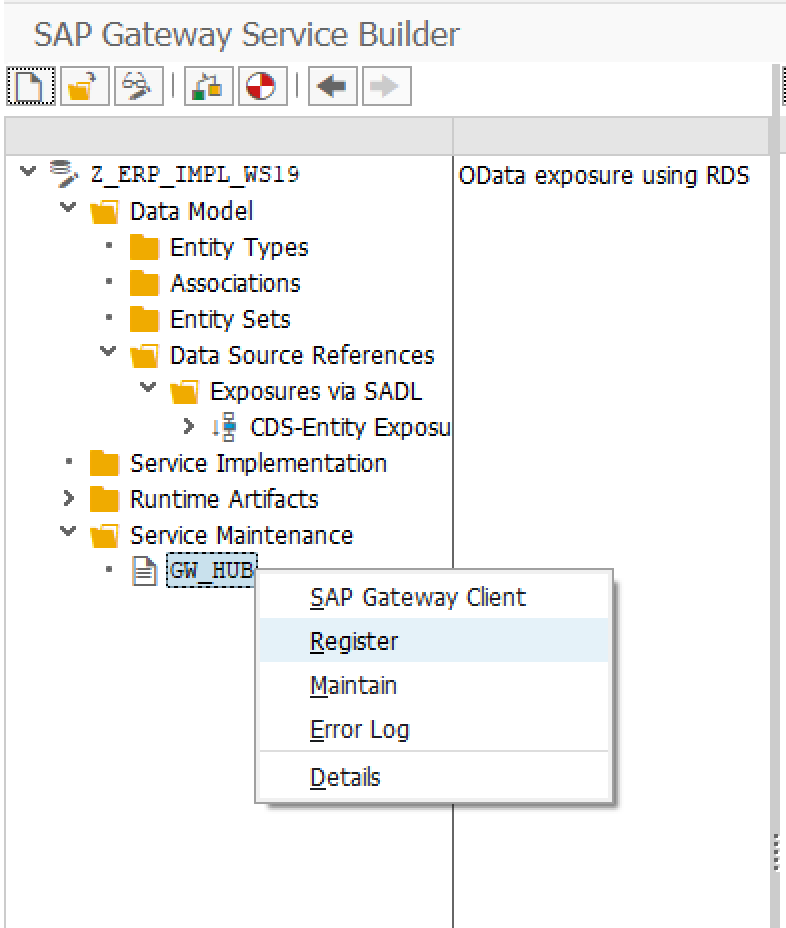 SAP Gateway Service Builder
Z_ERP_IMPL_WS19 OData exposure using RDS
Data Model
Entity Types
Associations
Entity Sets
Data Source References
Exposures via SADL
CDS-Entity Exposu
Service Implementation
Runtime Artifacts
Service Maintenance
GW_HUB
SAP Gateway Client
Register
Maintain
Error Log
Details